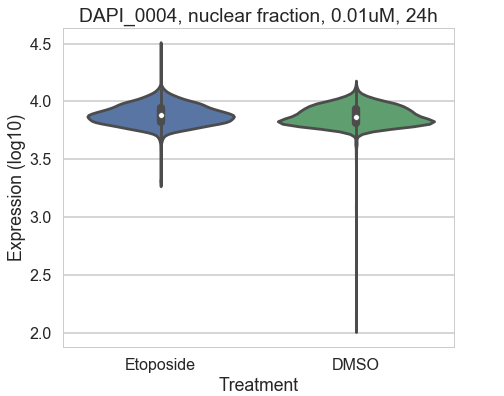 DAPI_0004, nuclear fraction, 0.01uM, 24h
Expression (log10)
4.5
4.0
3.5
3.0
2.5
2.0
Etoposide DMSO
Treatment